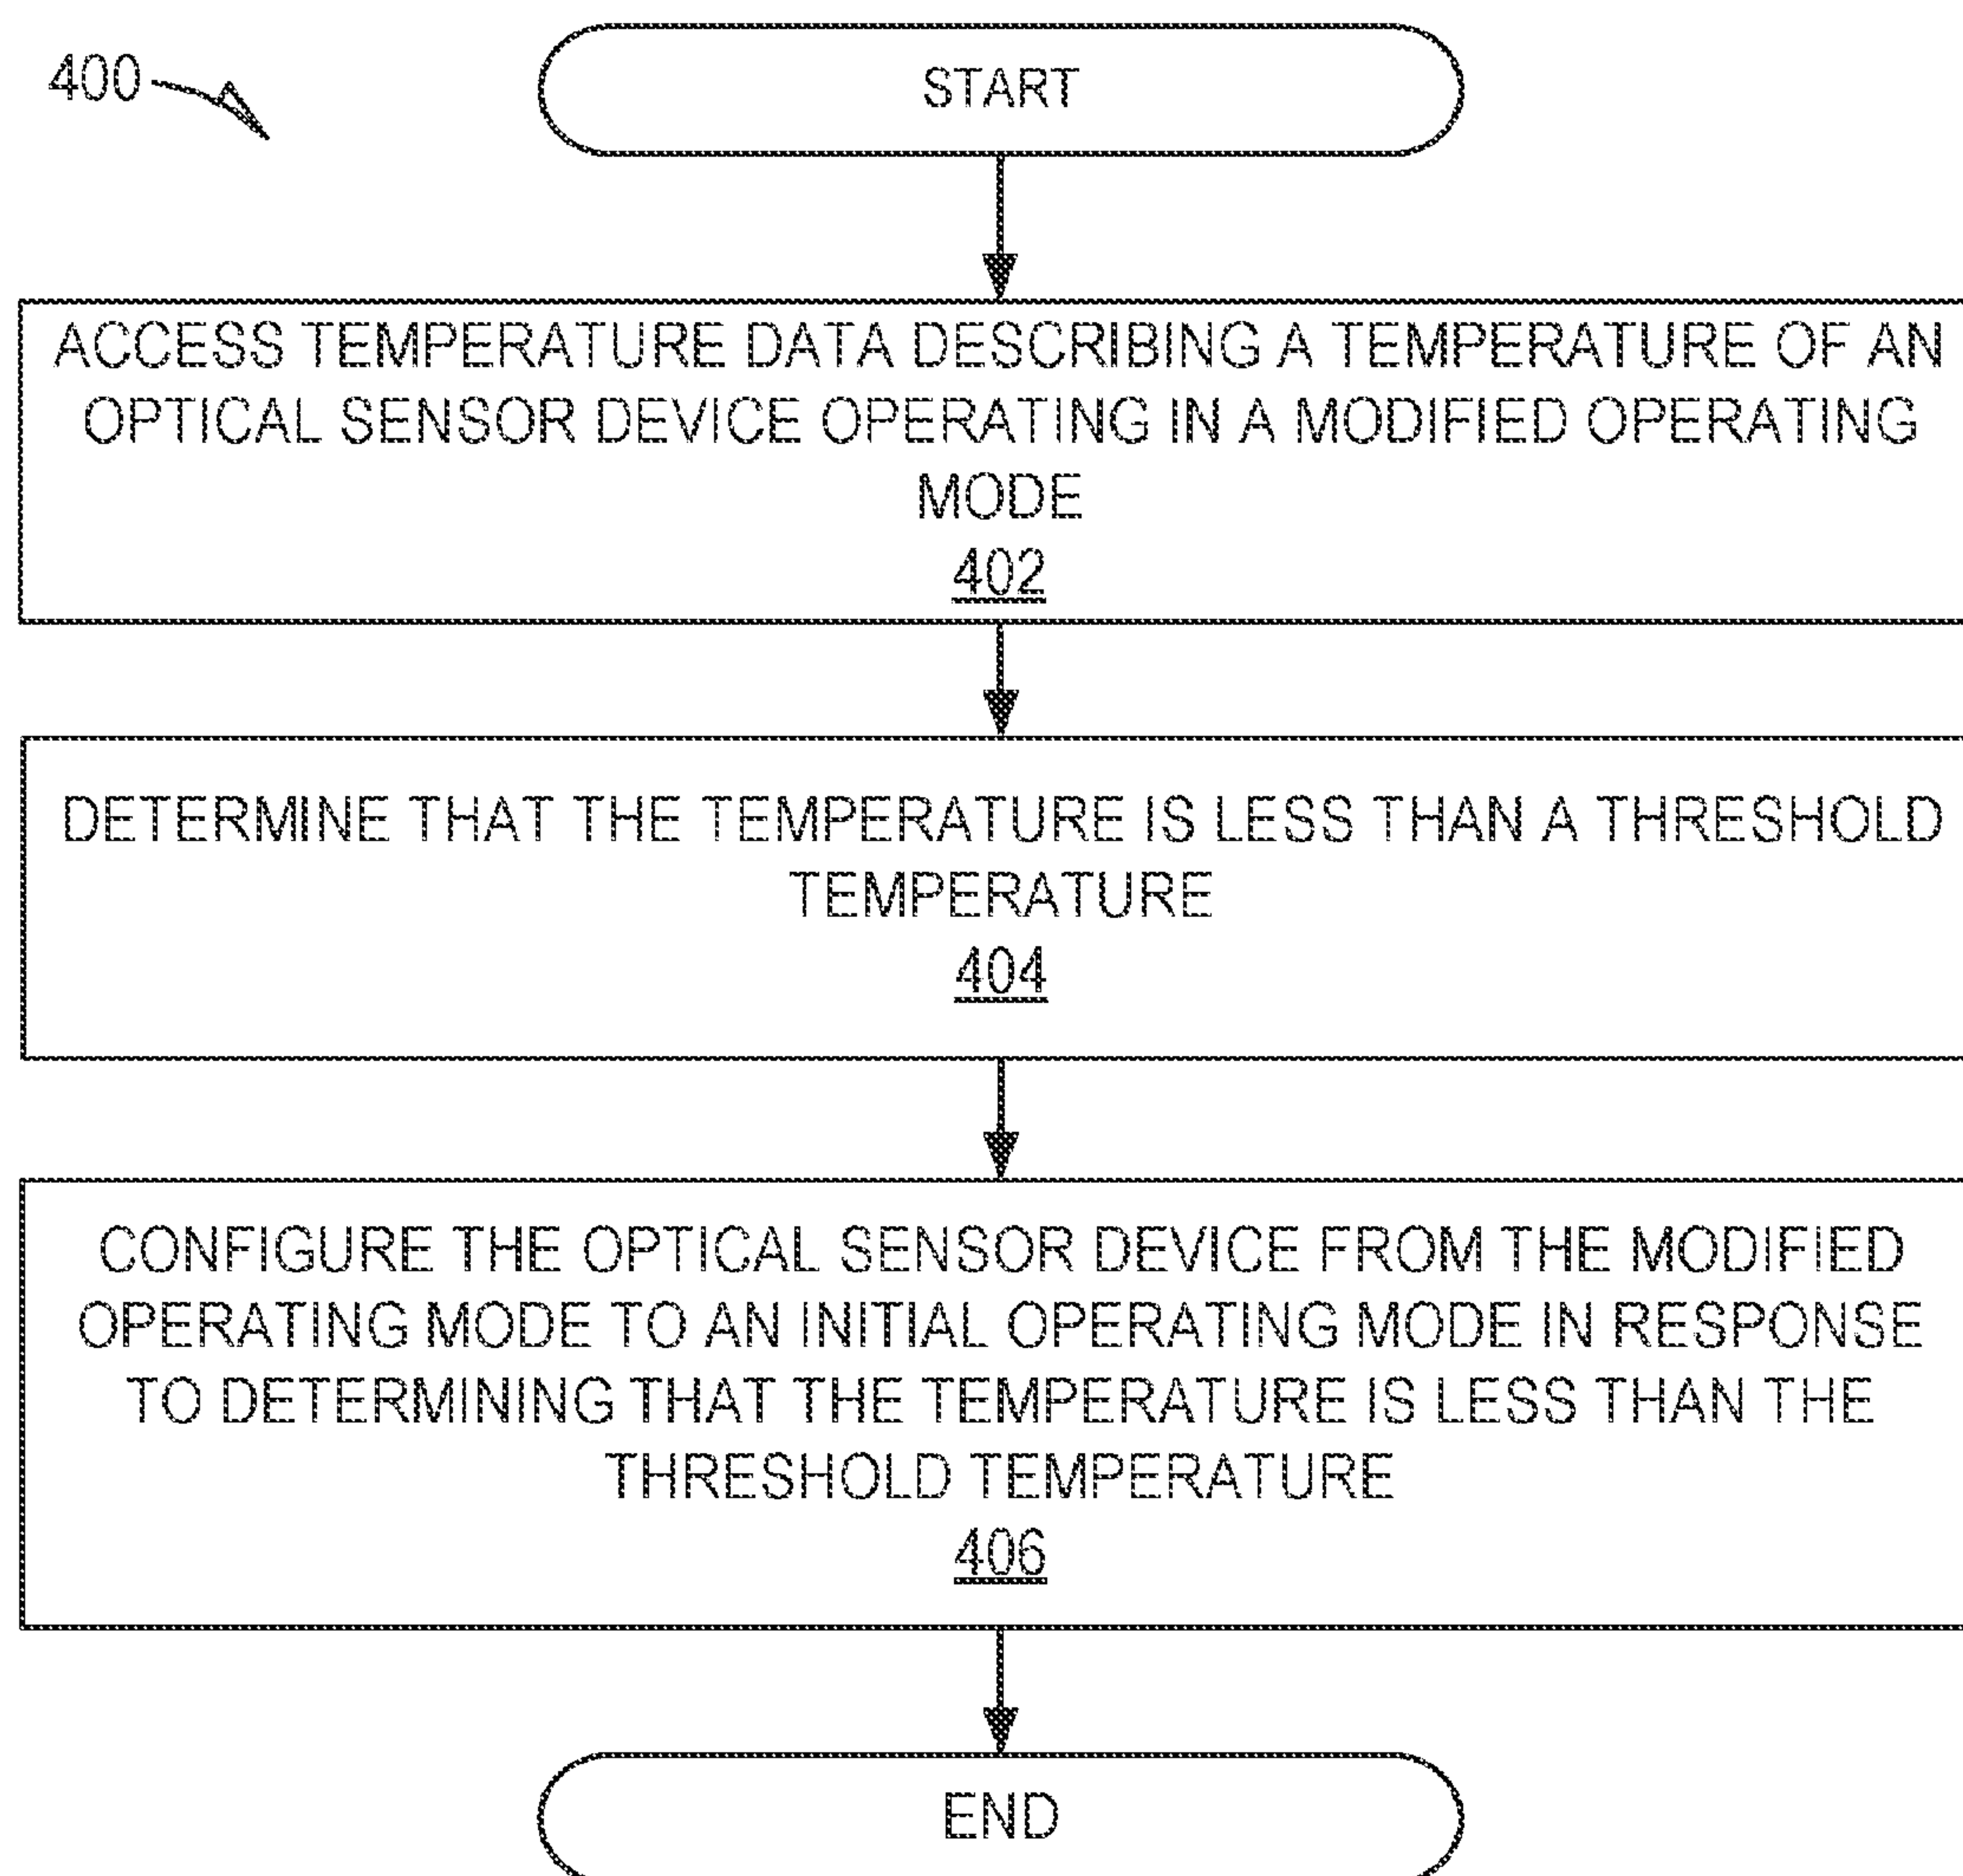 400
START
ACCESS TEMPERATURE DATA DESCRIBING A TEMPERATURE OF AN
OPTICAL SENSOR DEVICE OPERATING IN A MODIFIED OPERATING
MODE
402
DETERMINE THAT THE TEMPERATURE IS LESS THAN A THRESHOLD
TEMPERATURE
404
CONFIGURE THE OPTICAL SENSOR DEVICE FROM THE MODIFIED
OPERATING MODE TO AN INITIAL OPERATING MODE IN RESPONSE
TO DETERMINING THAT THE TEMPERATURE IS LESS THAN THE
THRESHOLD TEMPERATURE
406
END